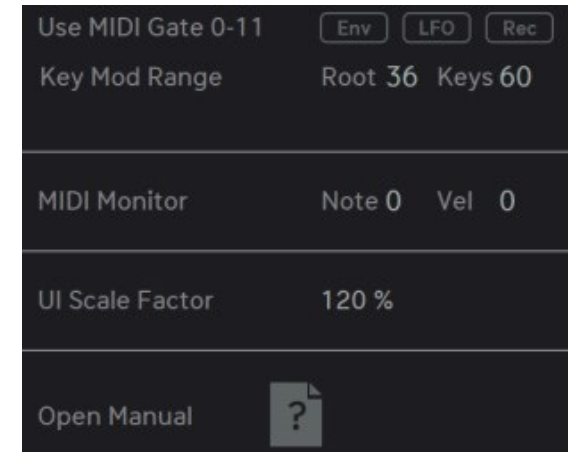 Use MIDI Gate 0-11 Env LFO Rec
Key Mod Range Root 36 Keys 60
MIDI Monitor Note 0 Vel 0
UI Scale Factor 120 %
Open Manual ?